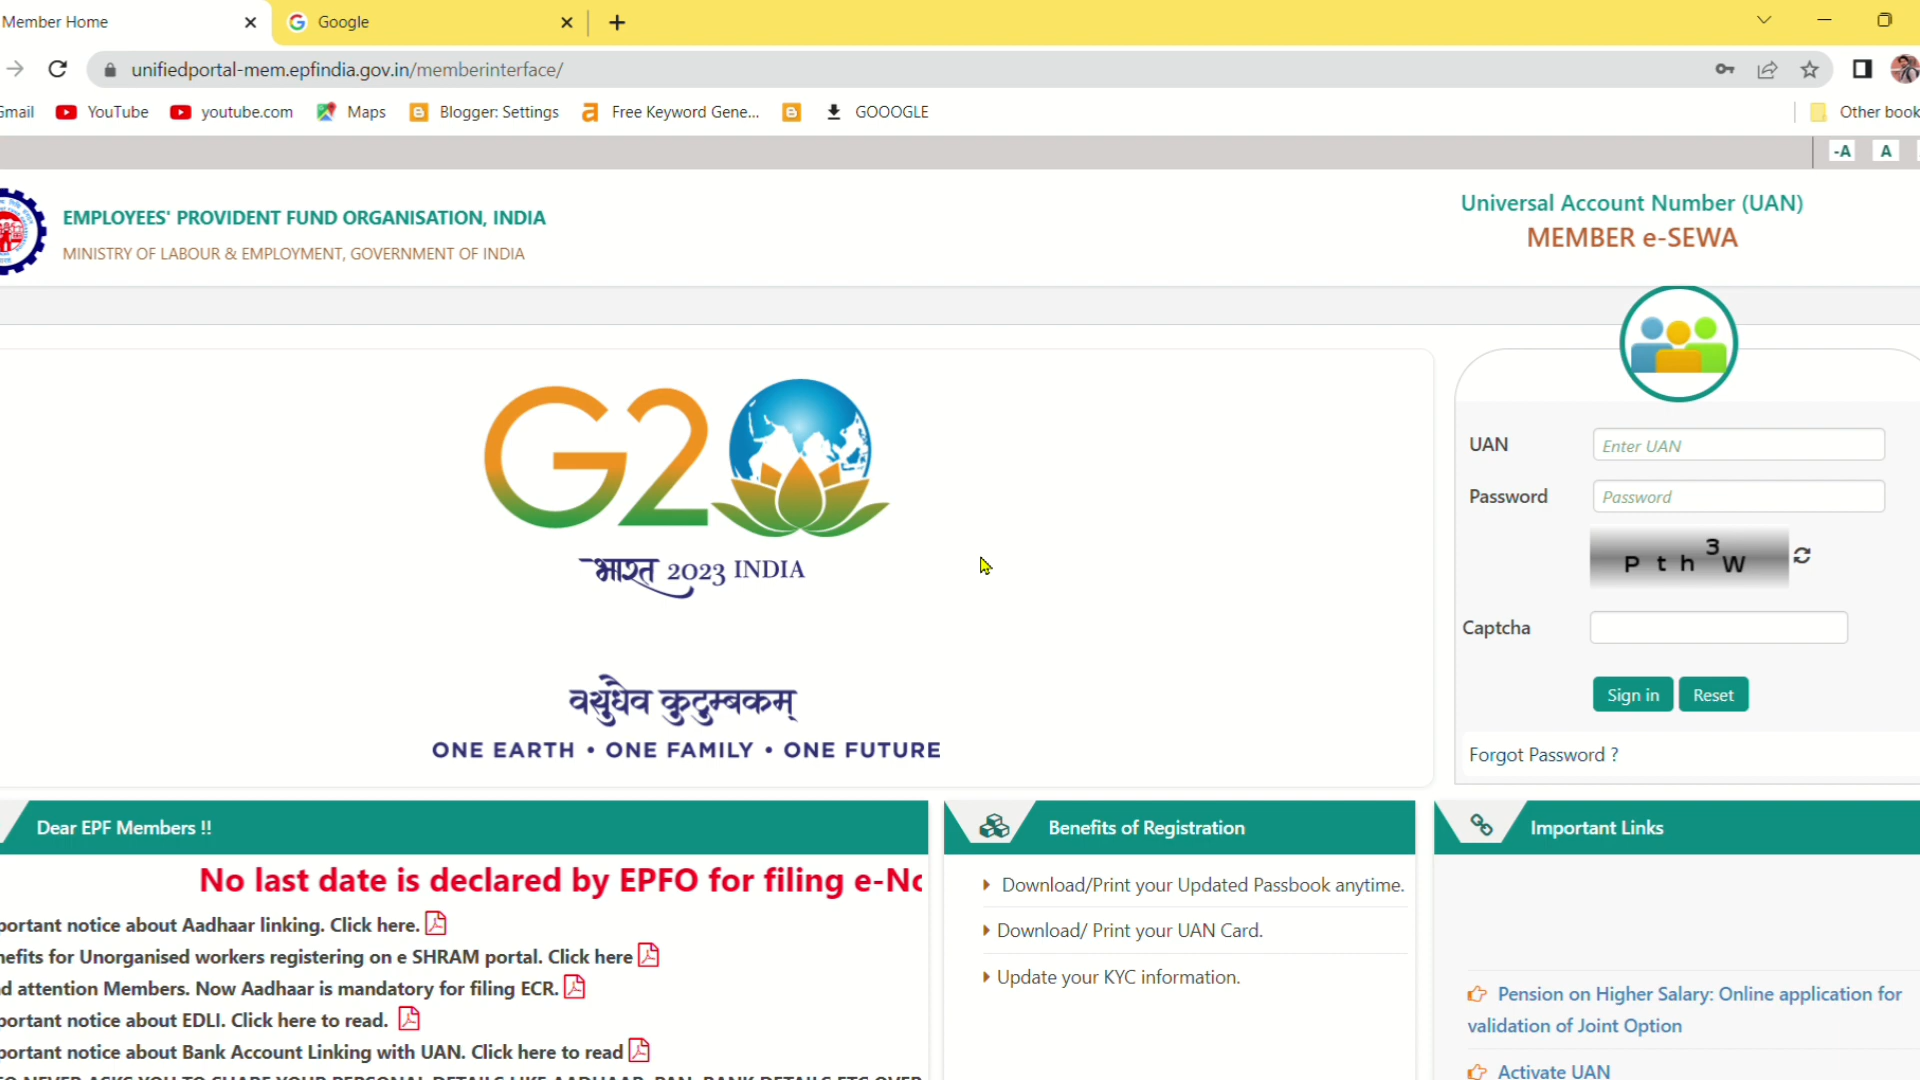 Member Home
Google
unifiedportal-mem.epfindia.gov.in/memberinterface/
Gmail
YouTube
youtube.com
Maps
Blogger: Settings
Free Keyword Gene...
GOOOGLE
Other book
-A
A
EMPLOYEES' PROVIDENT FUND ORGANISATION, INDIA
MINISTRY OF LABOUR & EMPLOYMENT, GOVERNMENT OF INDIA
Universal Account Number (UAN)
MEMBER e-SEWA
G20
भारत 2023 INDIA
वसुधैव कुटुम्बकम्
ONE EARTH • ONE FAMILY • ONE FUTURE
UAN
Enter UAN
Password
Password
P t h 3 W
Captcha
Sign in
Reset
Forgot Password ?
Dear EPF Members !!
No last date is declared by EPFO for filing e-No
portant notice about Aadhaar linking. Click here.
nefits for Unorganised workers registering on e SHRAM portal. Click here
d attention Members. Now Aadhaar is mandatory for filing ECR.
portant notice about EDLI. Click here to read.
portant notice about Bank Account Linking with UAN. Click here to read
Benefits of Registration
Download/Print your Updated Passbook anytime.
Download/ Print your UAN Card.
Update your KYC information.
Important Links
Pension on Higher Salary: Online application for
validation of Joint Option
Activate UAN